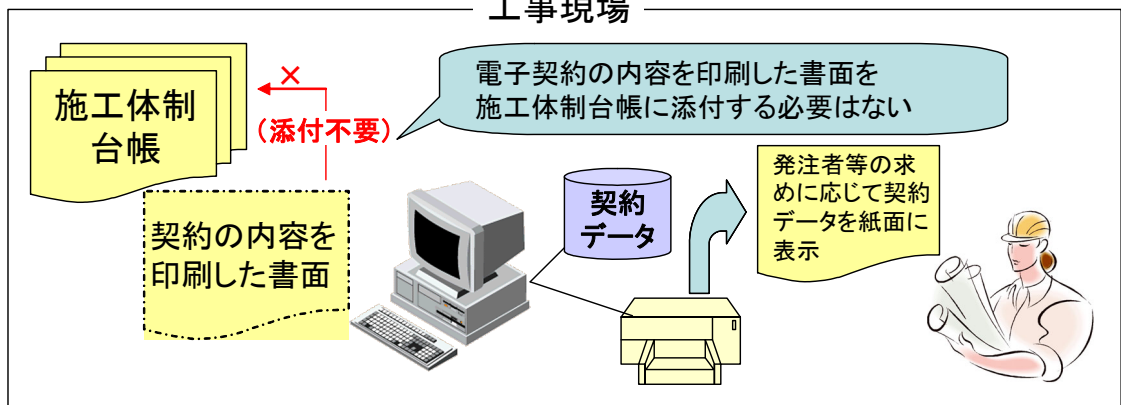 工事現場
施工体制
台帳
×
(添付不要)
電子契約の内容を印刷した書面を
施工体制台帳に添付する必要はない
契約の内容を
印刷した書面
契約
データ
発注者等の求
めに応じて契約
データを紙面に
表示